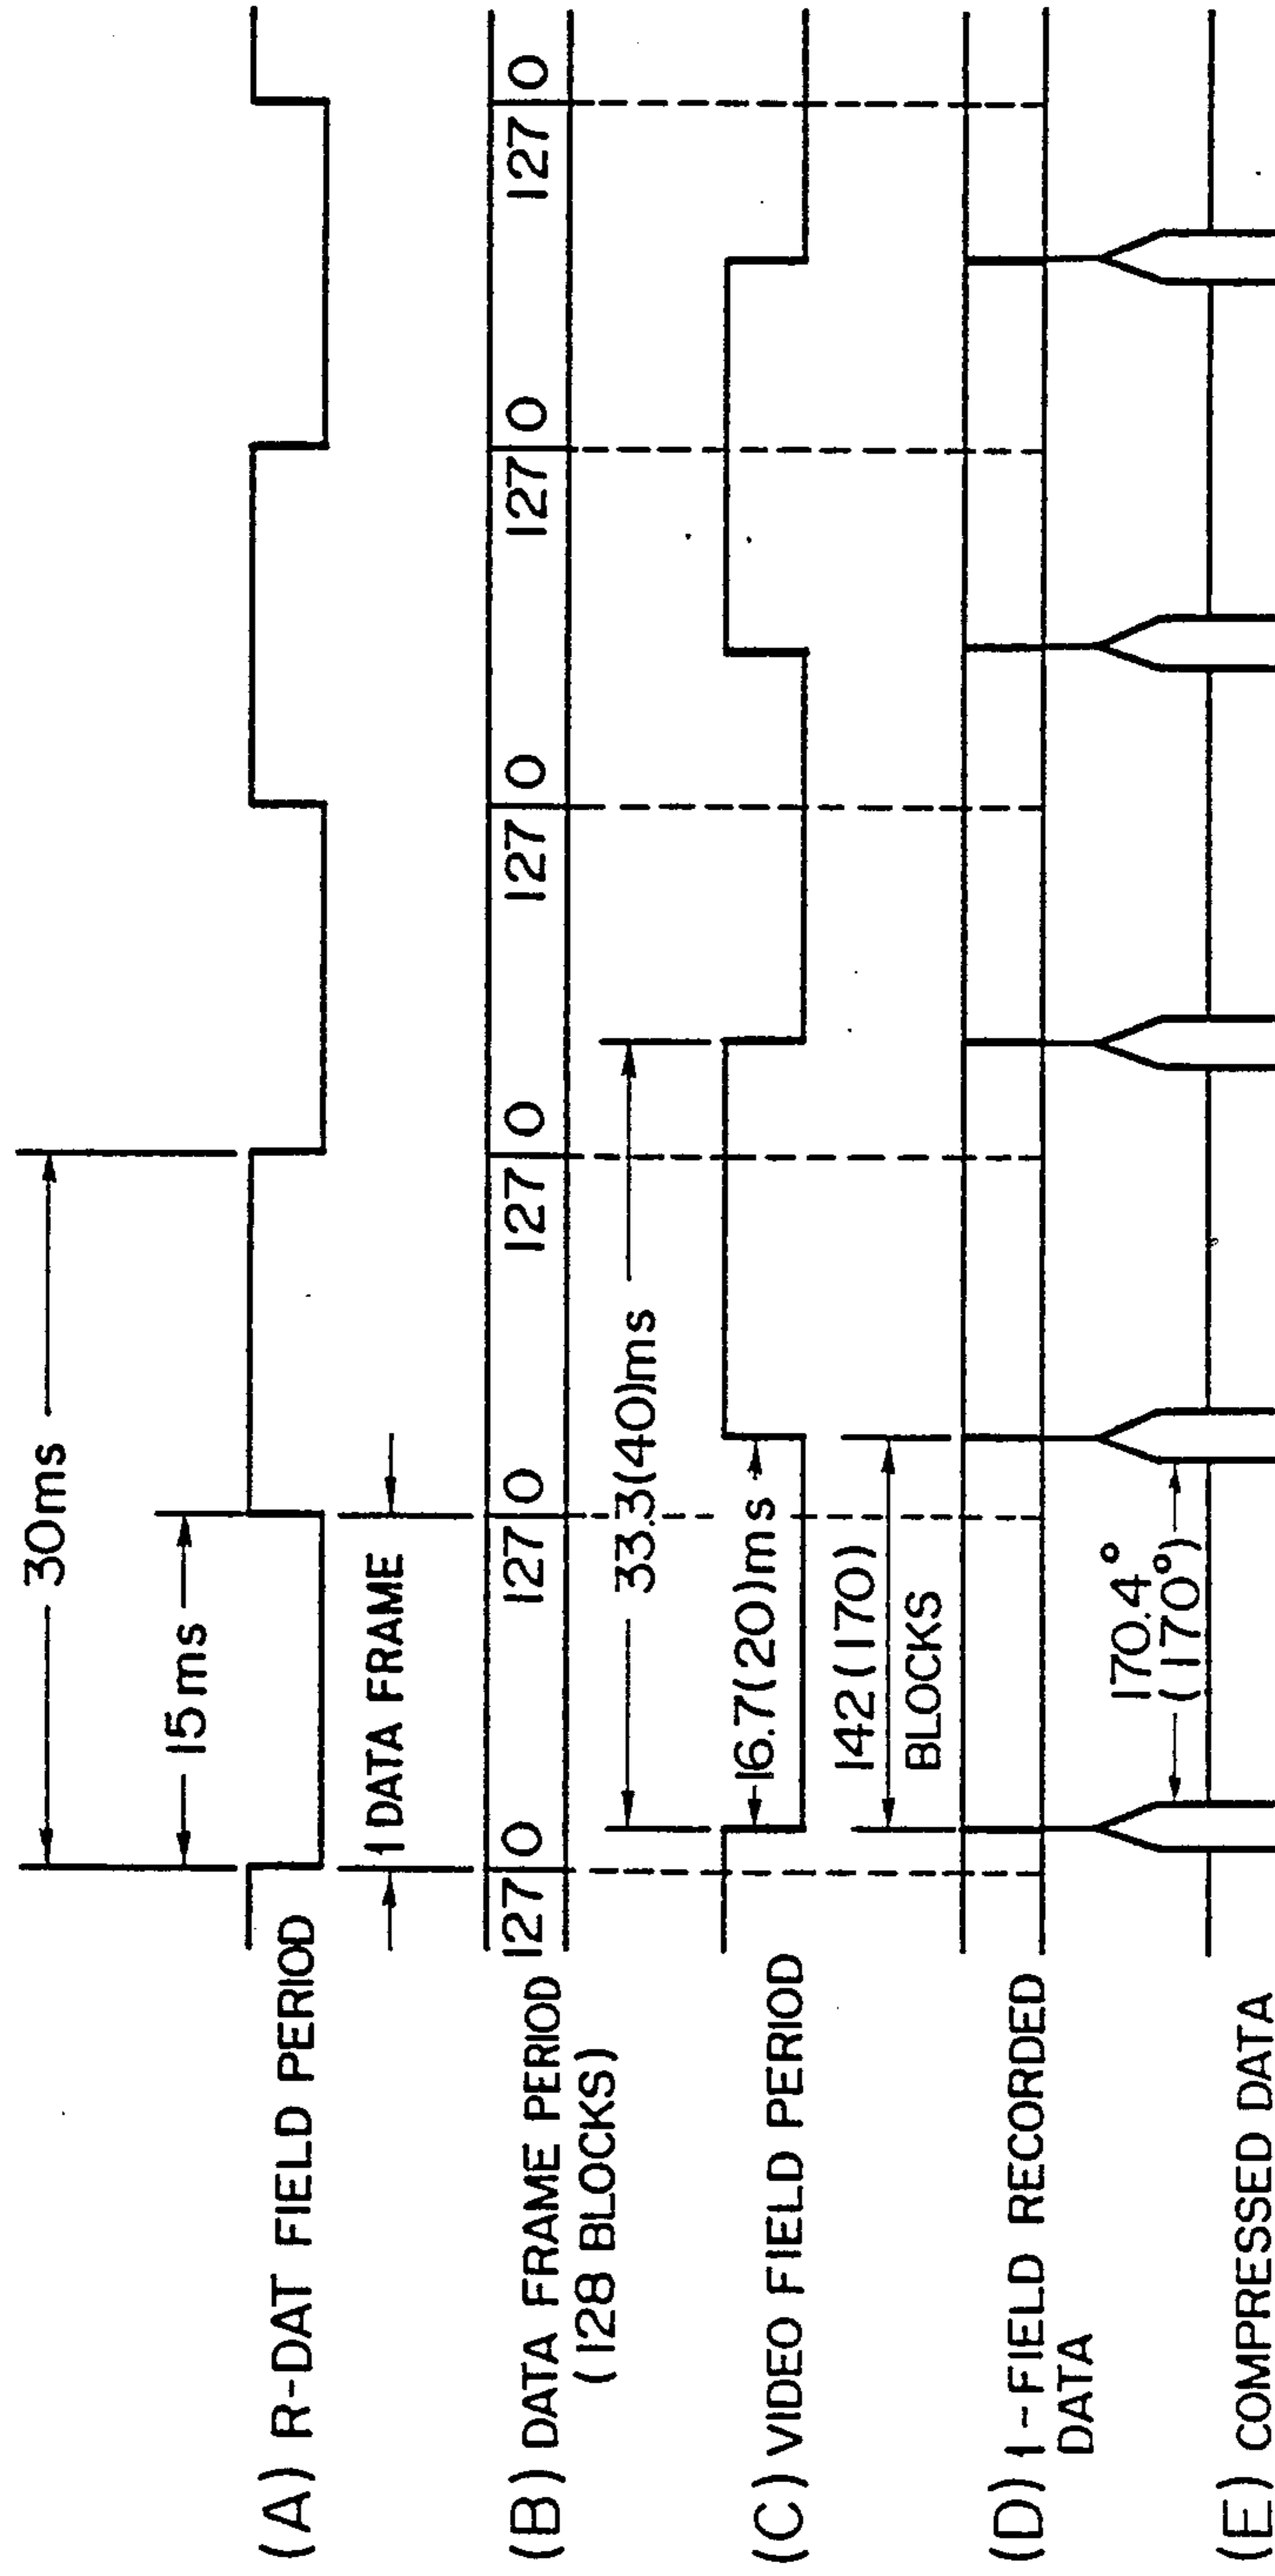 30ms
15ms
(A) R-DAT FIELD PERIOD
1 DATA FRAME
(B) DATA FRAME PERIOD
(128 BLOCKS)
127 0 127 0 127 0 127 0 127 0 127 0
33.3(40)ms
16.7(20)ms
(C) VIDEO FIELD PERIOD
142(170)
BLOCKS
(D) 1-FIELD RECORDED
DATA
170.4°
(170°)
(E) COMPRESSED DATA